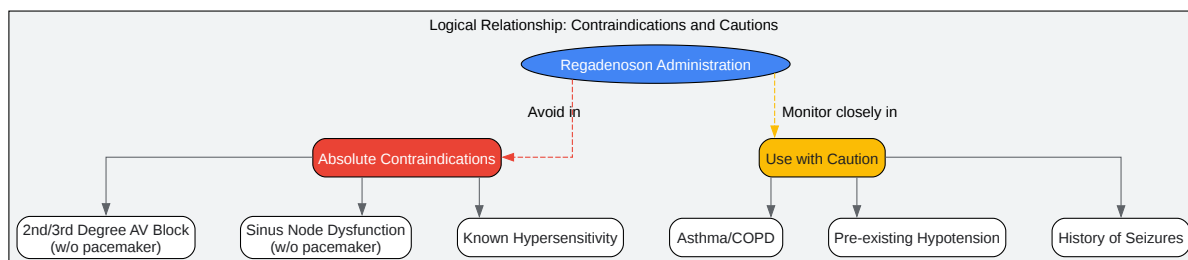 Logical Relationship: Contraindications and Cautions
Regadenoson Administration
Avoid in
Monitor closely in
Absolute Contraindications
Use with Caution
2nd/3rd Degree AV Block
(w/o pacemaker)
Sinus Node Dysfunction
(w/o pacemaker)
Known Hypersensitivity
Asthma/COPD
Pre-existing Hypotension
History of Seizures